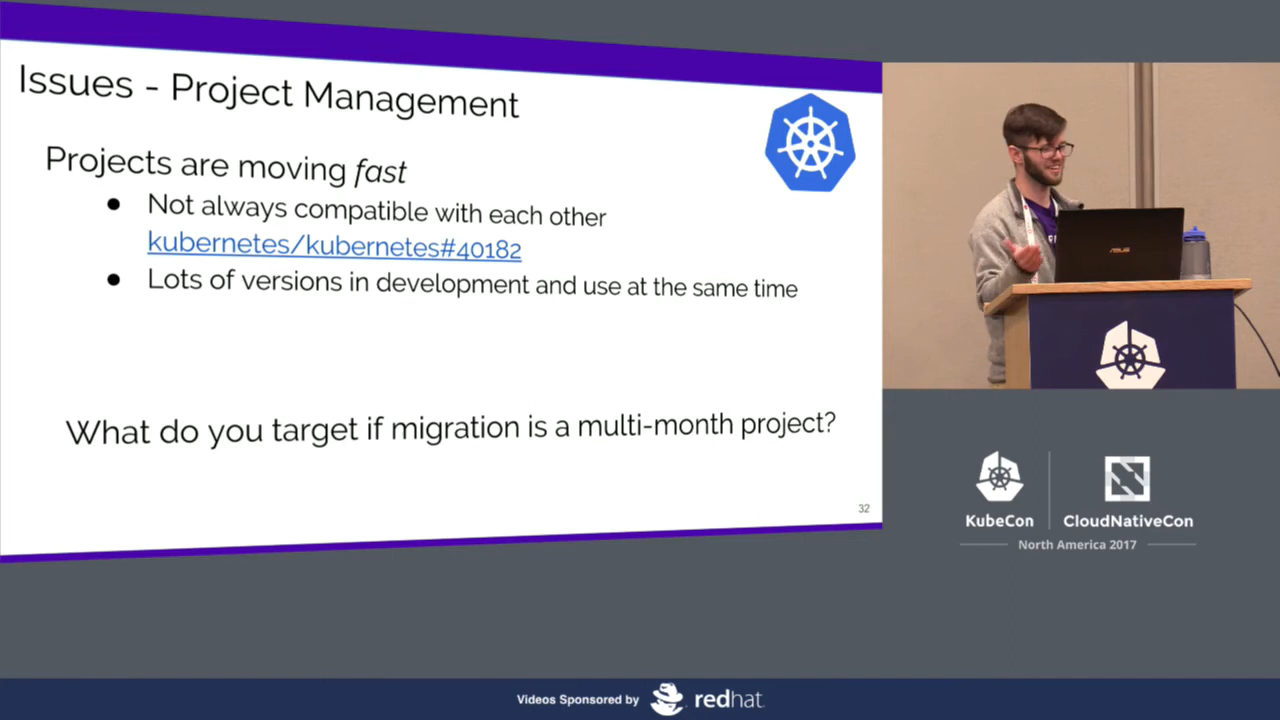 Issues - Project Management
Projects are moving fast
● Not always compatible with each other
kubernetes/kubernetes#40182
● Lots of versions in development and use at the same time
What do you target if migration is a multi-month project?
32
ASUS
KubeCon
CloudNativeCon
North America 2017
Videos Sponsored by
redhat.